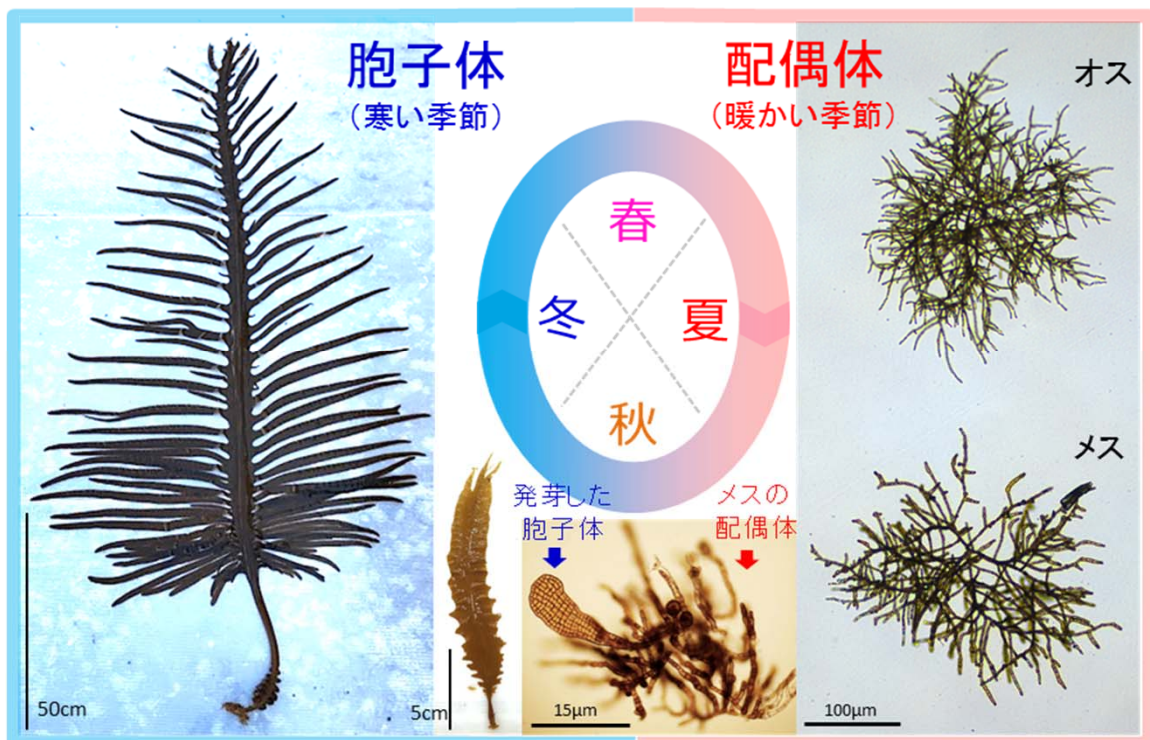 胞子体
（寒い季節）
配偶体
（暖かい季節）
オス
春
冬
夏
秋
メス
発芽した
胞子体
メスの
配偶体
50cm
5cm
15μm
100μm